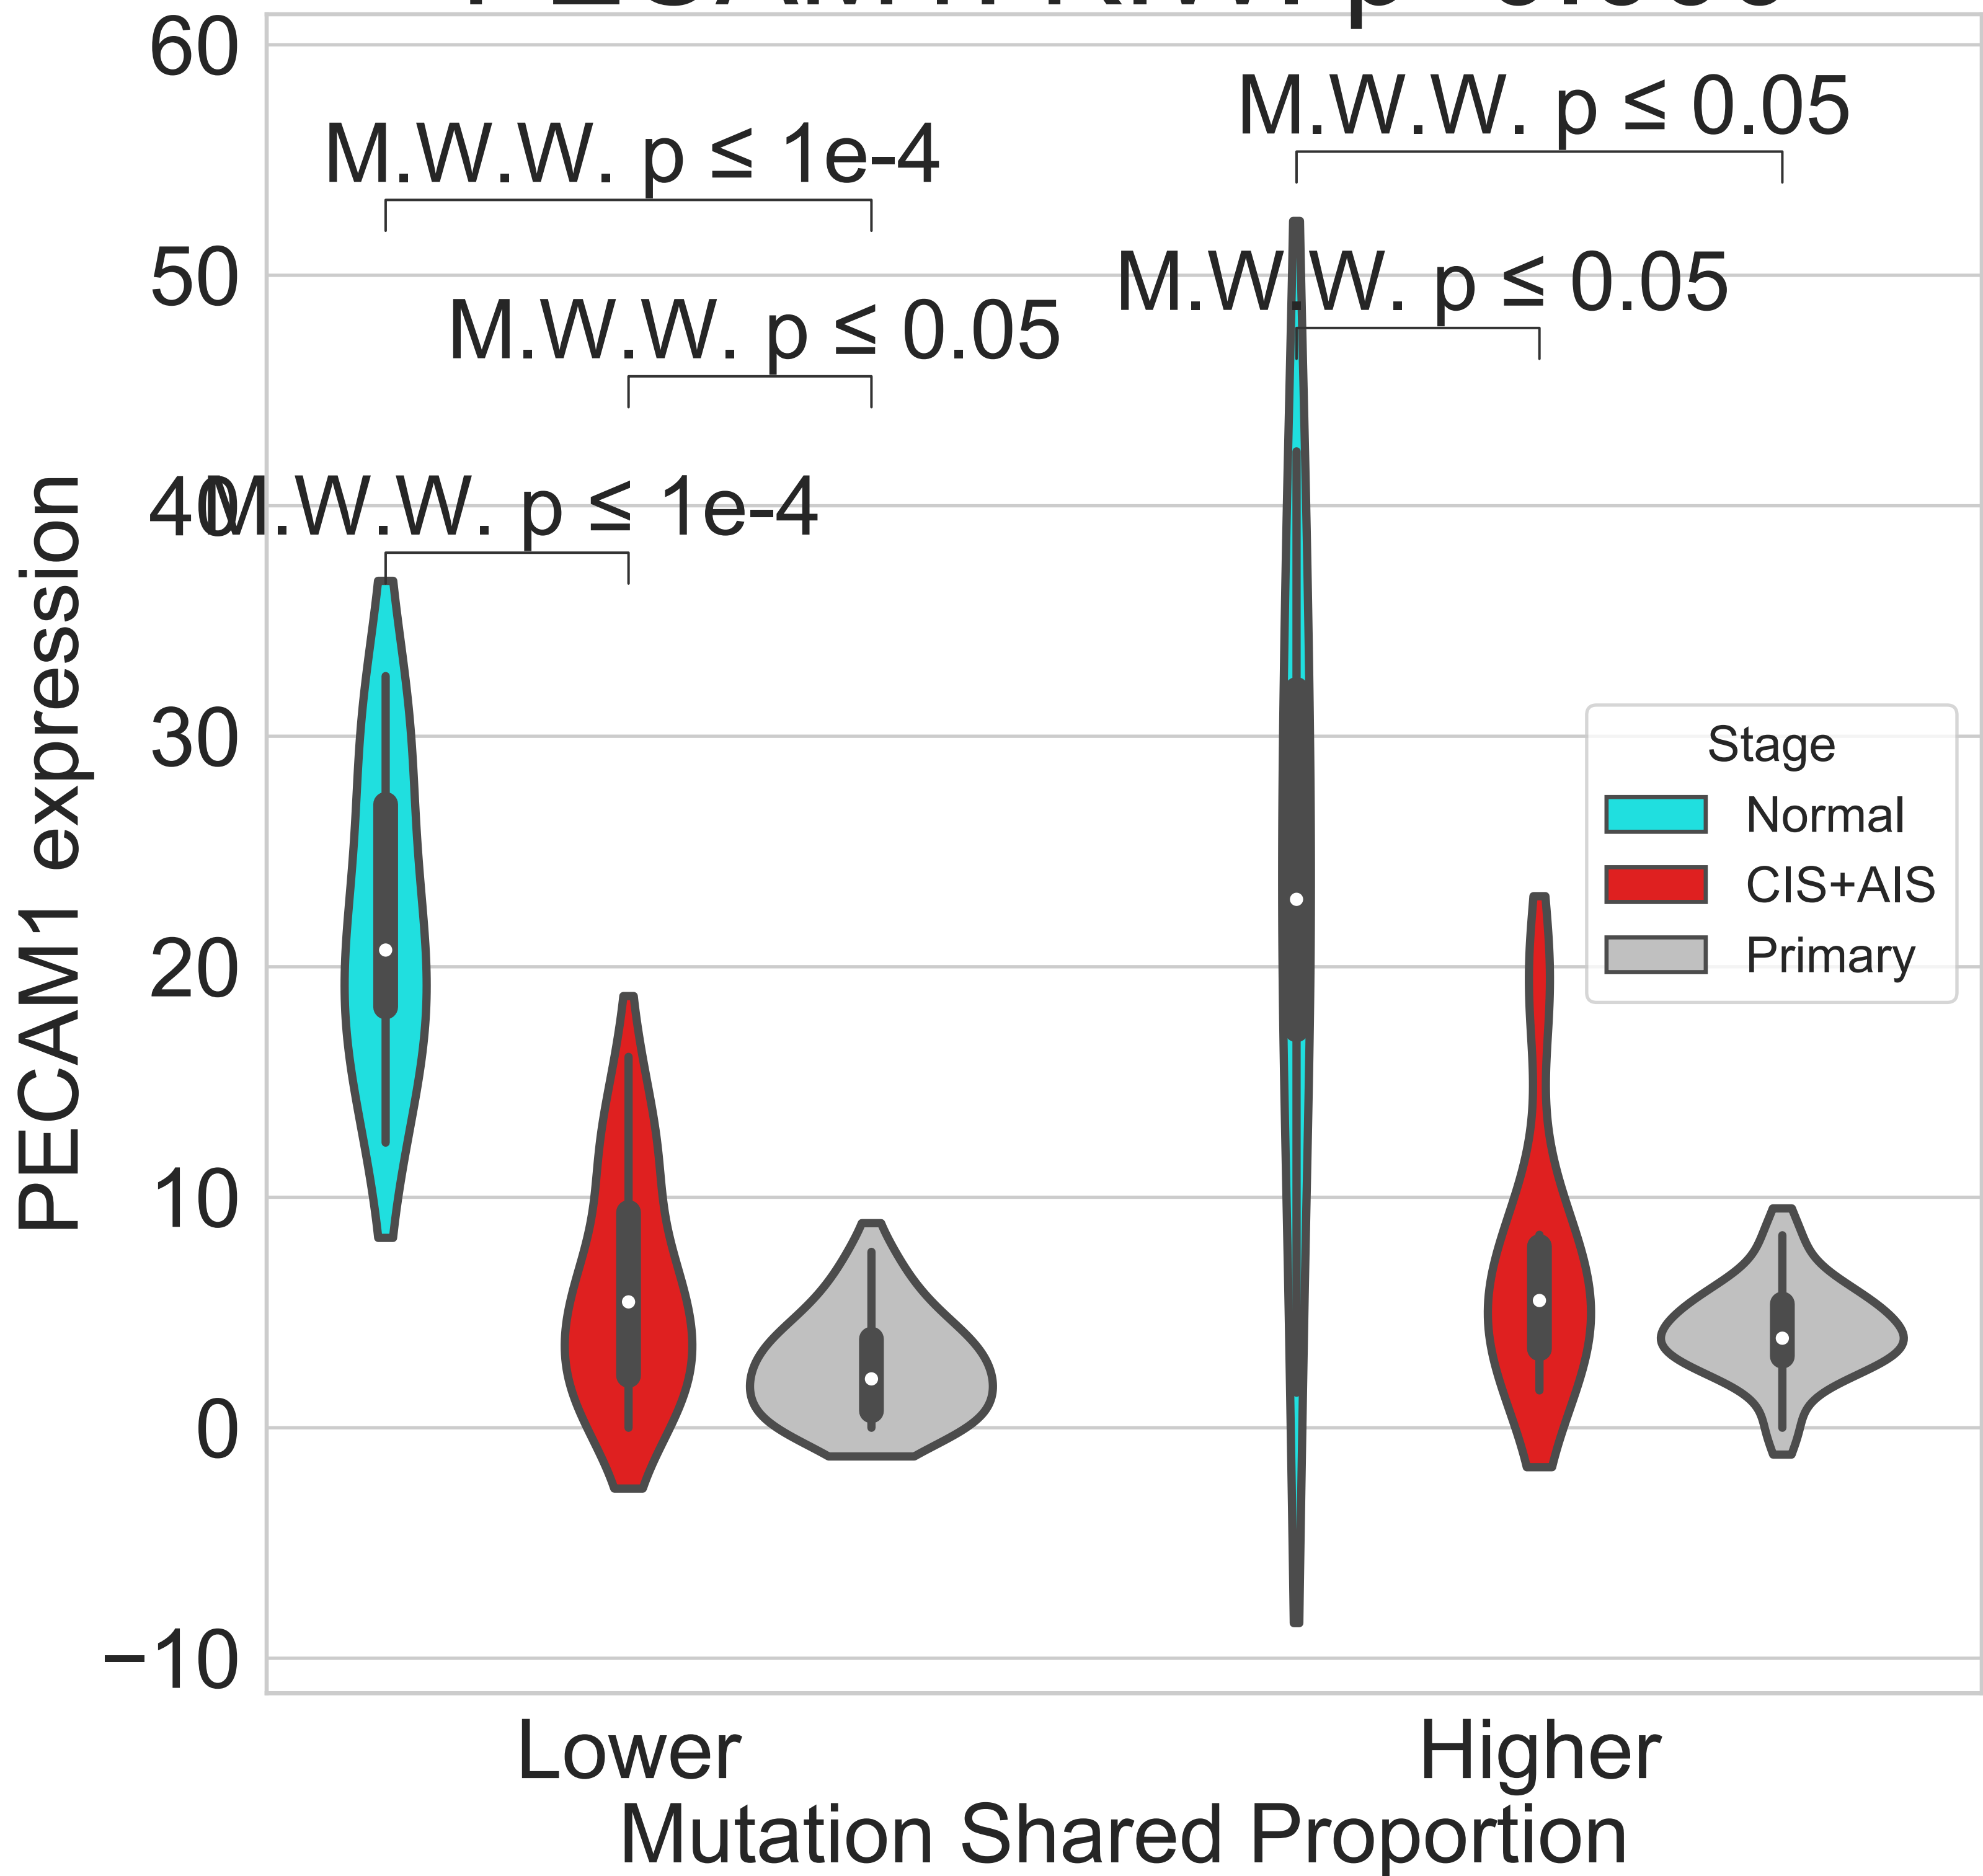 60
M.W.W. p ≤ 0.05
M.W.W. p ≤ 1e-4
50
M.W.W. p ≤ 0.05
M.W.W. p ≤ 0.05
40
M.W.W. p ≤ 1e-4
PECAM1 expression
30
Stage
Normal
CIS+AIS
Primary
20
10
0
−10
Lower
Higher
Mutation Shared Proportion